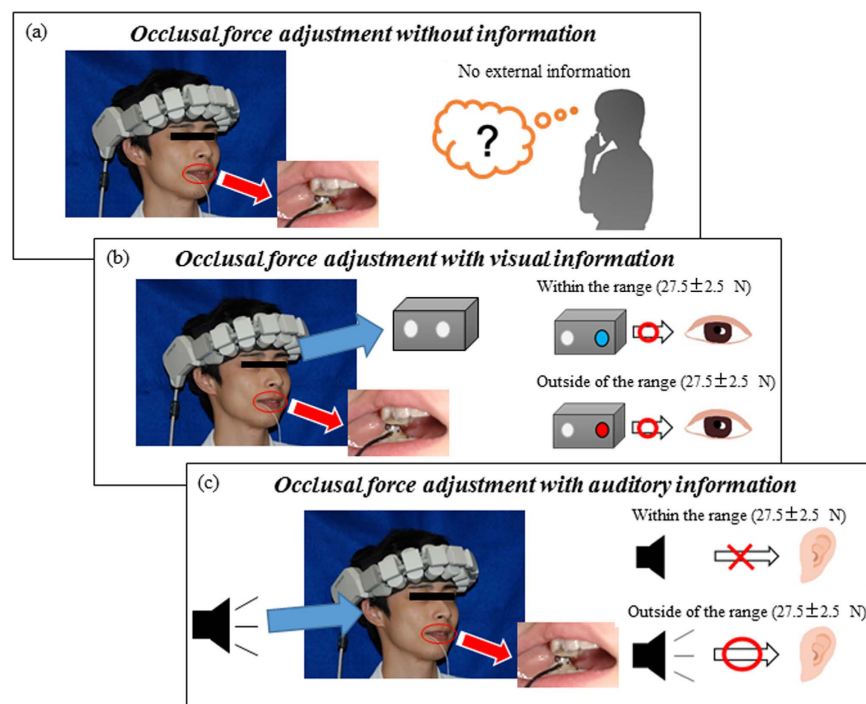 (a)
Occlusal force adjustment without information
No external information
?
(b)
Occlusal force adjustment with visual information
Within the range (27.5±2.5 N)
Outside of the range (27.5±2.5 N)
(c)
Occlusal force adjustment with auditory information
Within the range (27.5±2.5 N)
Outside of the range (27.5±2.5 N)